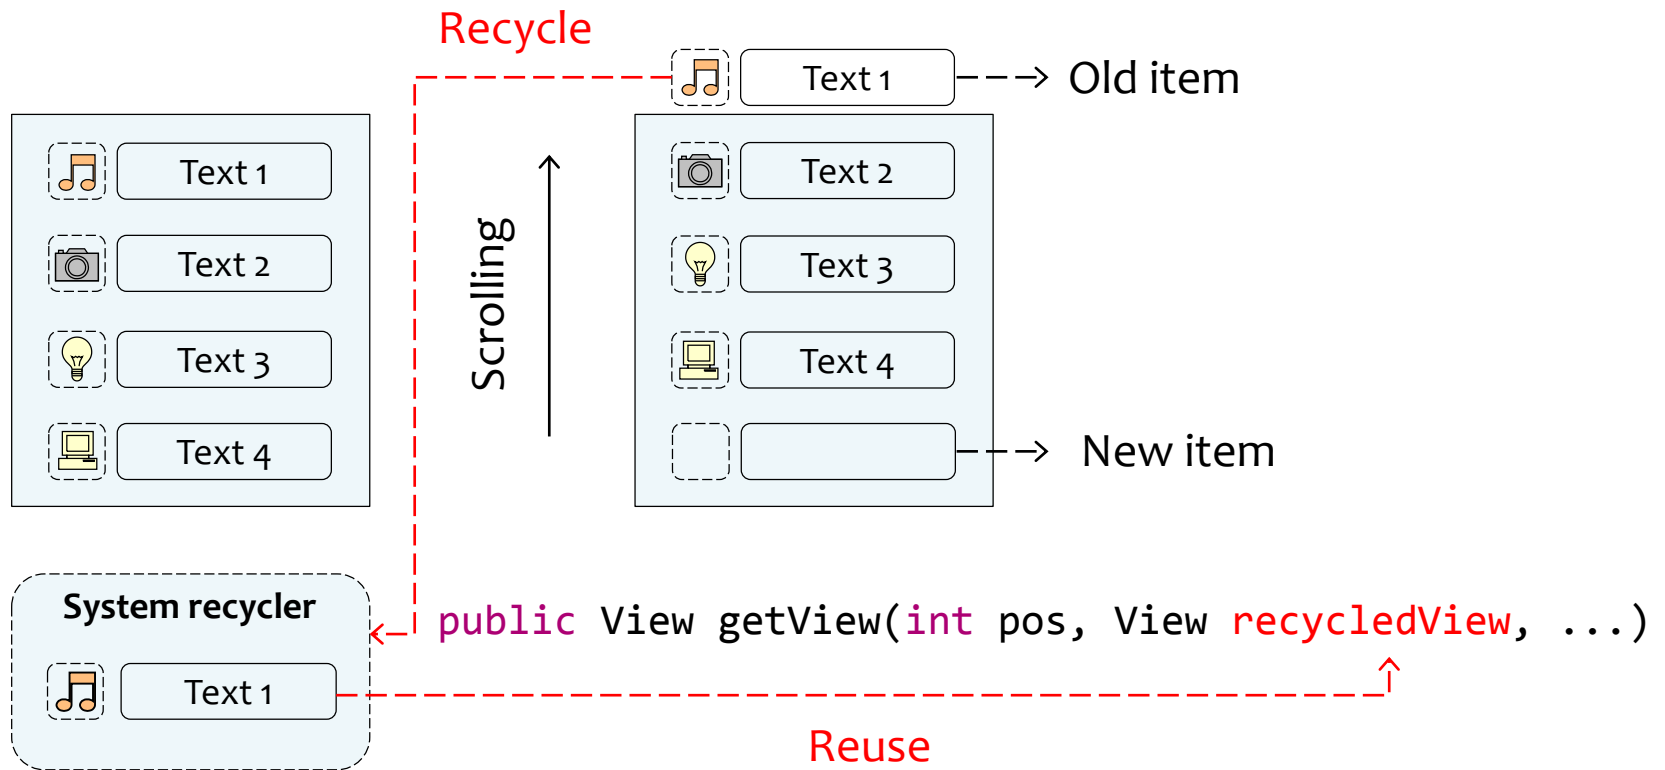 Recycle
Text 1
Old item
Text 1
Text 2
Text 3
Text 4
Scrolling
Text 2
Text 3
Text 4
New item
System recycler
Text 1
public View getView(int pos, View recycledView, ...)
Reuse